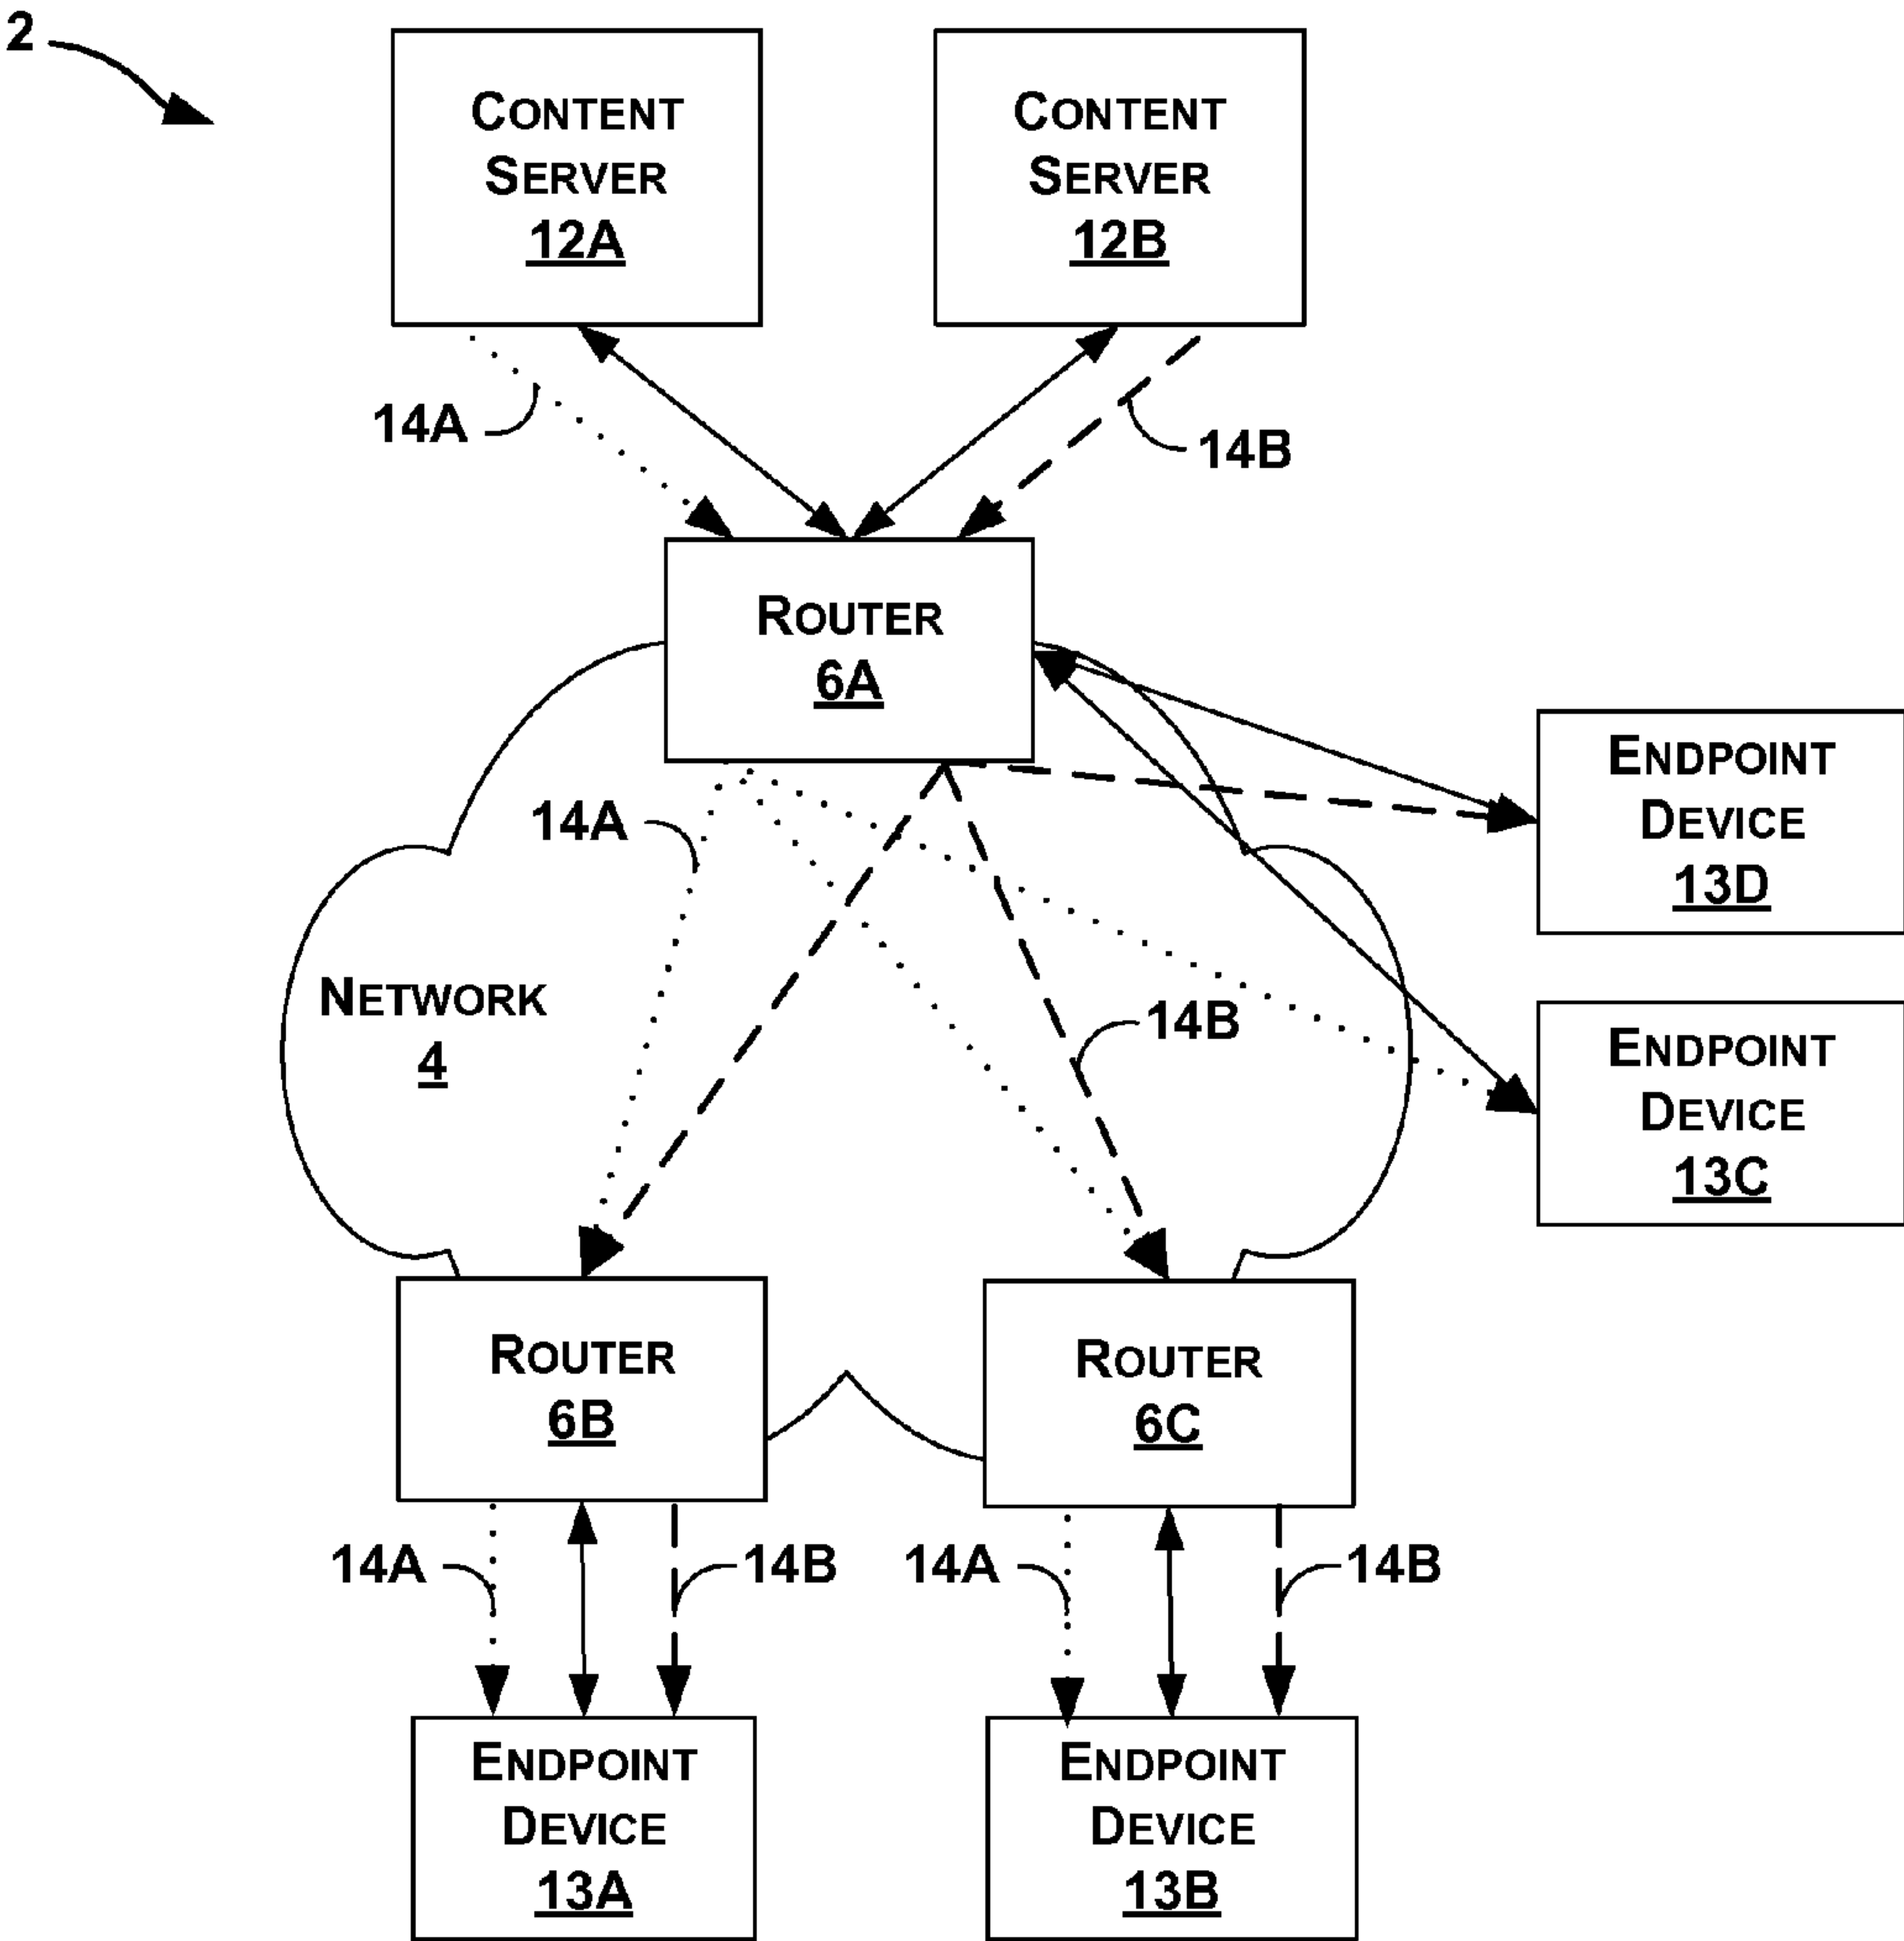 2
CONTENT
SERVER
12A
CONTENT
SERVER
12B
14A
14B
ROUTER
6A
ENDPOINT
DEVICE
13D
14A
NETWORK
4
14B
ENDPOINT
DEVICE
13C
ROUTER
6B
ROUTER
6C
14A
14B
14A
14B
ENDPOINT
DEVICE
13A
ENDPOINT
DEVICE
13B